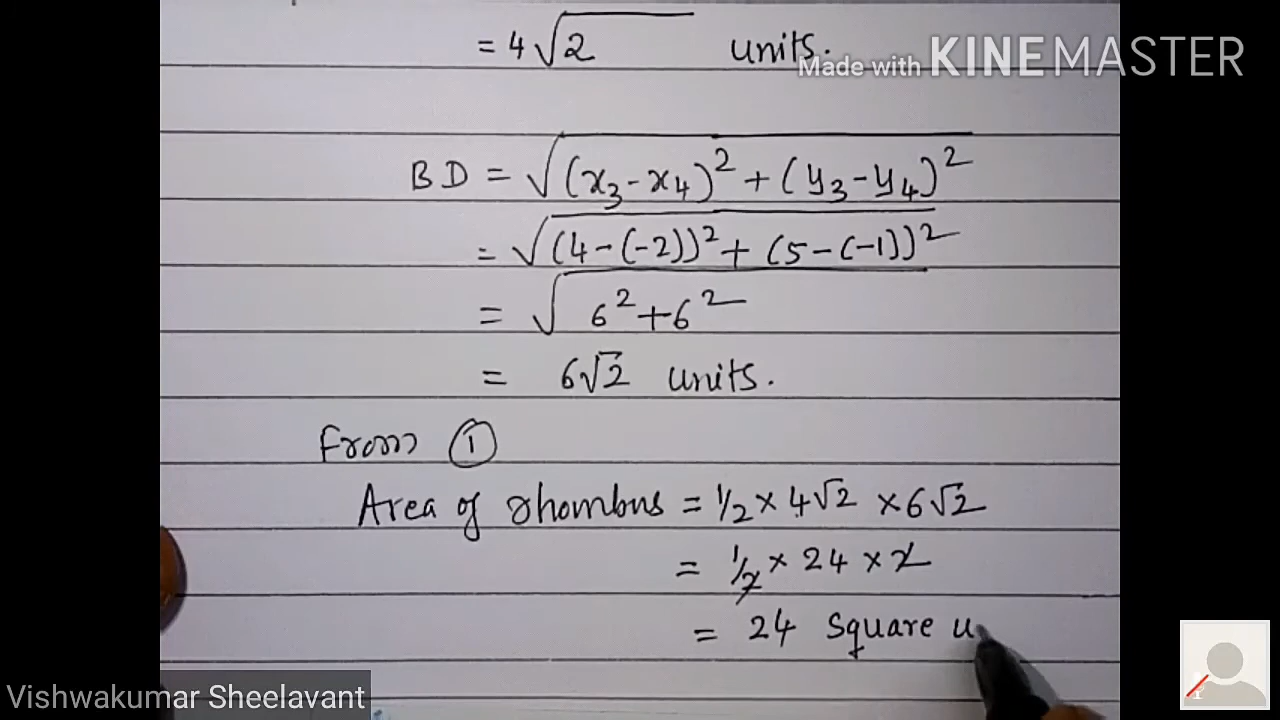 = 4√2 units.
Made with KINEMASTER
BD = √(x₃-x₄)² + (y₃-y₄)²
= √(4-(-2))² + (5-(-1))²
= √6²+6²
= 6√2 units.
From ①
Area of rhombus = 1/2 × 4√2 × 6√2
= 1/2 × 24 × 2
= 24 square u
Vishwakumar Sheelavant